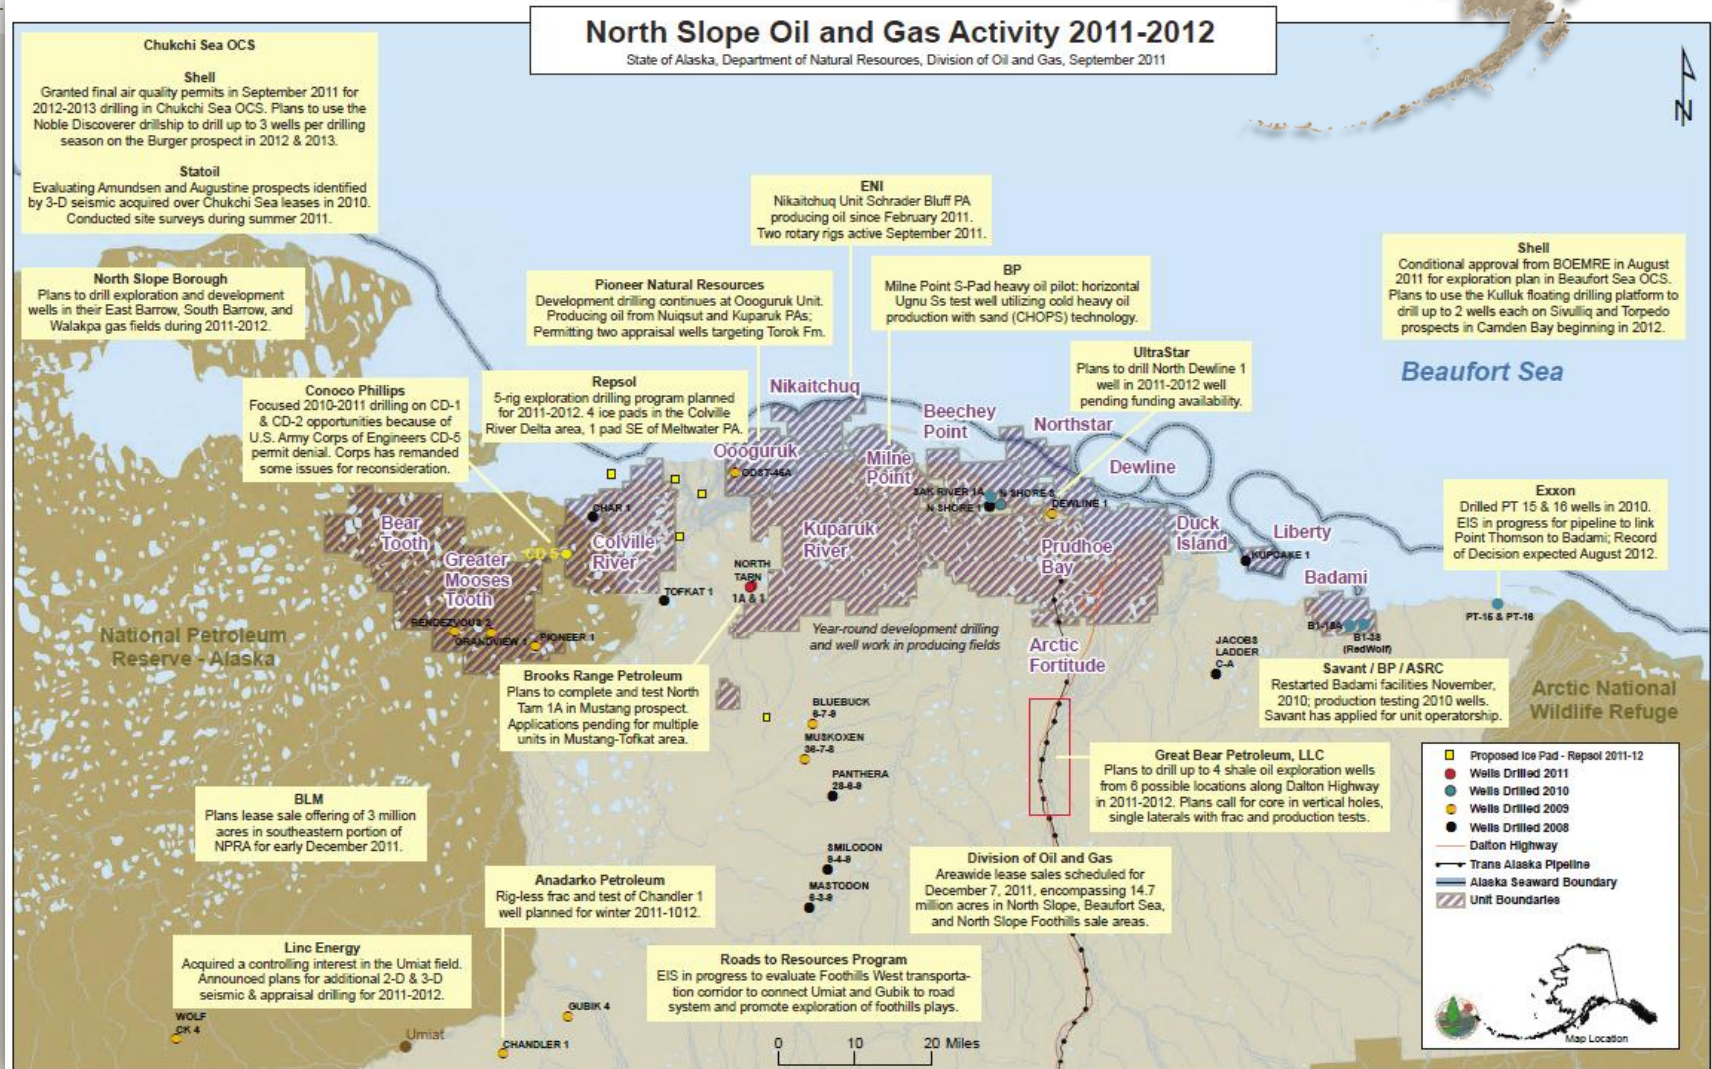 North Slope Oil and Gas Activity 2011-2012
State of Alaska, Department of Natural Resources, Division of Oil and Gas, September 2011
Chukchi Sea OCS
Shell
Granted final air quality permits in September 2011 for
2012-2013 drilling in Chukchi Sea OCS. Plans to use the
Noble Discoverer drillship to drill up to 3 wells per drilling
season on the Burger prospect in 2012 & 2013.
Statoil
Evaluating Amundsen and Augustine prospects identified
by 3-D seismic acquired over Chukchi Sea leases in 2010.
Conducted site surveys during summer 2011.
N
ENI
Nikaitchuq Unit Schrader Bluff PA
producing oil since February 2011.
Two rotary rigs active September 2011.
Shell
Conditional approval from BOEMRE in August
2011 for exploration plan in Beaufort Sea OCS.
Plans to use the Kulluk floating drilling platform to
drill up to 2 wells each on Sivulliq and Torpedo
prospects in Camden Bay beginning in 2012.
North Slope Borough
Plans to drill exploration and development
wells in their East Barrow, South Barrow, and
Walakpa gas fields during 2011-2012.
Pioneer Natural Resources
Development drilling continues at Oooguruk Unit.
Producing oil from Nuiqsut and Kuparuk PAs;
Permitting two appraisal wells targeting Torok Fm.
BP
Milne Point S-Pad heavy oil pilot: horizontal
Ugnu Ss test well utilizing cold heavy oil
production with sand (CHOPS) technology.
UltraStar
Plans to drill North Dewline 1
well in 2011-2012 well
pending funding availability.
Beaufort Sea
Conoco Phillips
Focused 2010-2011 drilling on CD-1
& CD-2 opportunities because of
U.S. Army Corps of Engineers CD-5
permit denial. Corps has remanded
some issues for reconsideration.
Repsol
5-rig exploration drilling program planned
for 2011-2012. 4 ice pads in the Colville
River Delta area, 1 pad SE of Meltwater PA.
Nikaitchuq
Beechey
Point
Northstar
Oooguruk
ODST-46A
Milne
Point
Dewline
SAK RIVER 1A
N SHORE 3
N SHORE 1
DEWLINE 1
Exxon
Drilled PT 15 & 16 wells in 2010.
EIS in progress for pipeline to link
Point Thomson to Badami; Record
of Decision expected August 2012.
CHAR 1
Bear
Tooth
CD 5
Colville
River
Kuparuk
River
Prudhoe
Bay
Duck
Island
Liberty
KUPCAKE 1
Greater
Mooses
Tooth
NORTH
TARN
1A & 1
TOFKAT 1
Badami
PT-15 & PT-16
B1-18A
B1-38
(RedWolf)
RENDEZVOUS 2
GRANDVIEW 1
PIONEER 1
National Petroleum
Reserve - Alaska
Year-round development drilling
and well work in producing fields
Arctic
Fortitude
JACOBS
LADDER
C-A
Savant / BP / ASRC
Restarted Badami facilities November,
2010; production testing 2010 wells.
Savant has applied for unit operatorship.
Arctic National
Wildlife Refuge
Brooks Range Petroleum
Plans to complete and test North
Tarn 1A in Mustang prospect.
Applications pending for multiple
units in Mustang-Tofkat area.
BLUEBUCK
6-7-9
MUSKOXEN
36-7-8
PANTHERA
28-6-9
Great Bear Petroleum, LLC
Plans to drill up to 4 shale oil exploration wells
from 6 possible locations along Dalton Highway
in 2011-2012. Plans call for core in vertical holes,
single laterals with frac and production tests.
Proposed Ice Pad - Repsol 2011-12
Wells Drilled 2011
Wells Drilled 2010
Wells Drilled 2009
Wells Drilled 2008
Dalton Highway
Trans Alaska Pipeline
Alaska Seaward Boundary
Unit Boundaries
Map Location
BLM
Plans lease sale offering of 3 million
acres in southeastern portion of
NPRA for early December 2011.
SMILODON
9-4-9
MASTODON
6-3-9
Division of Oil and Gas
Areawide lease sales scheduled for
December 7, 2011, encompassing 14.7
million acres in North Slope, Beaufort Sea,
and North Slope Foothills sale areas.
Anadarko Petroleum
Rig-less frac and test of Chandler 1
well planned for winter 2011-1012.
Linc Energy
Acquired a controlling interest in the Umiat field.
Announced plans for additional 2-D & 3-D
seismic & appraisal drilling for 2011-2012.
Roads to Resources Program
EIS in progress to evaluate Foothills West transporta-
tion corridor to connect Umiat and Gubik to road
system and promote exploration of foothills plays.
WOLF
CK 4
Umiat
GUBIK 4
CHANDLER 1
0 10 20 Miles